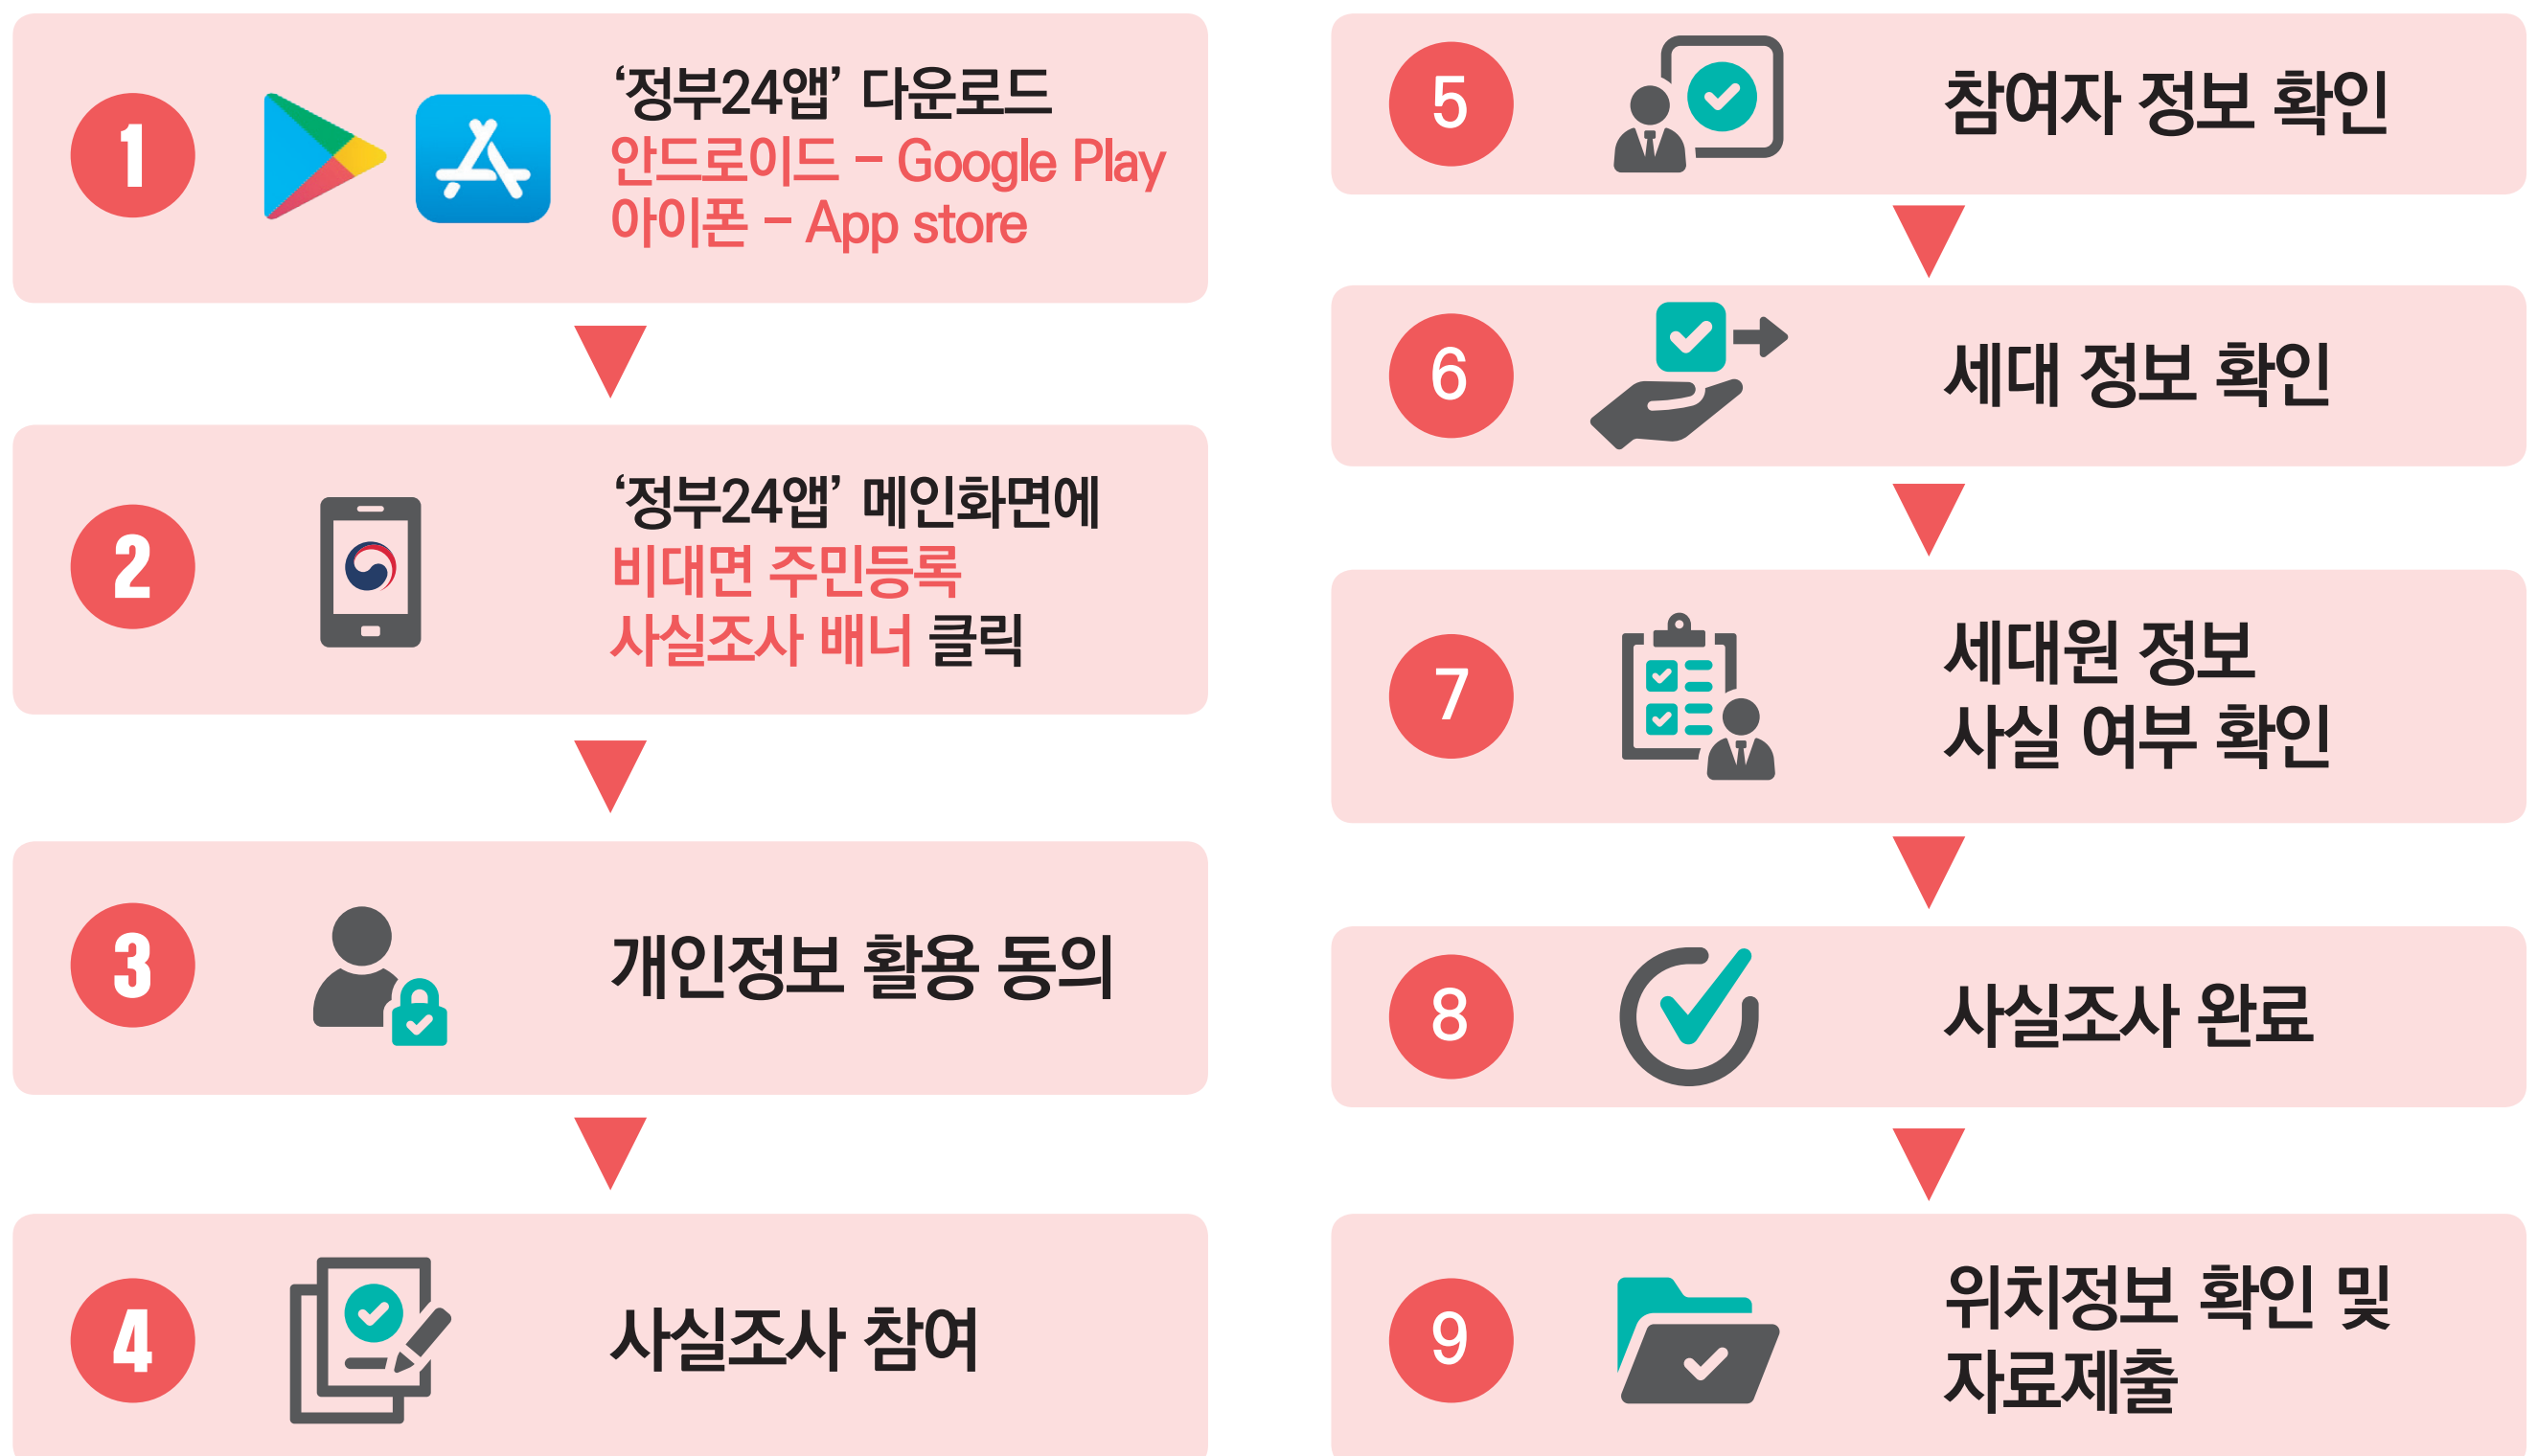 1
‘정부24앱’ 다운로드
안드로이드 - Google Play
아이폰 - App store
2
‘정부24앱’ 메인화면에
비대면 주민등록
사실조사 배너 클릭
3
개인정보 활용 동의
4
사실조사 참여
5
참여자 정보 확인
6
세대 정보 확인
7
세대원 정보
사실 여부 확인
8
사실조사 완료
9
위치정보 확인 및
자료제출